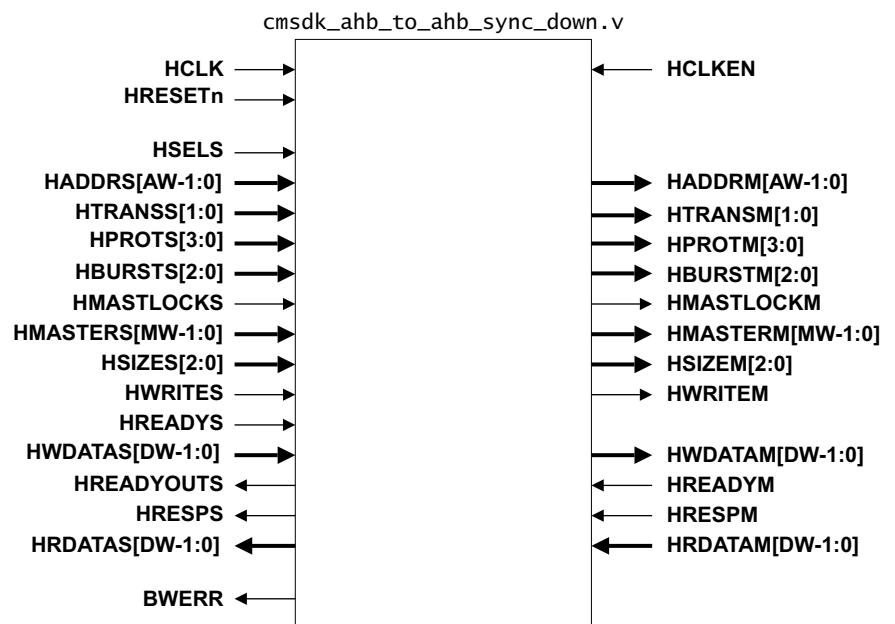 cmsdk_ahb_to_ahb_sync_down.v
HCLK HCLKEN
HRESETn
HSELS
HADDRS[AW-1:0] HADDRM[AW-1:0]
HTRANSS[1:0] HTRANSM[1:0]
HPROTS[3:0] HPROTM[3:0]
HBURSTS[2:0] HBURSTM[2:0]
HMASTLOCKS HMASTLOCKM
HMASTERS[MW-1:0] HMASTERM[MW-1:0]
HSIZES[2:0] HSIZEM[2:0]
HWRITES HWRITEM
HREADYS
HWDATAS[DW-1:0] HWDATAM[DW-1:0]
HREADYOUTS HREADYM
HRESPS HRESPM
HRDATAS[DW-1:0] HRDATAM[DW-1:0]
BWERR